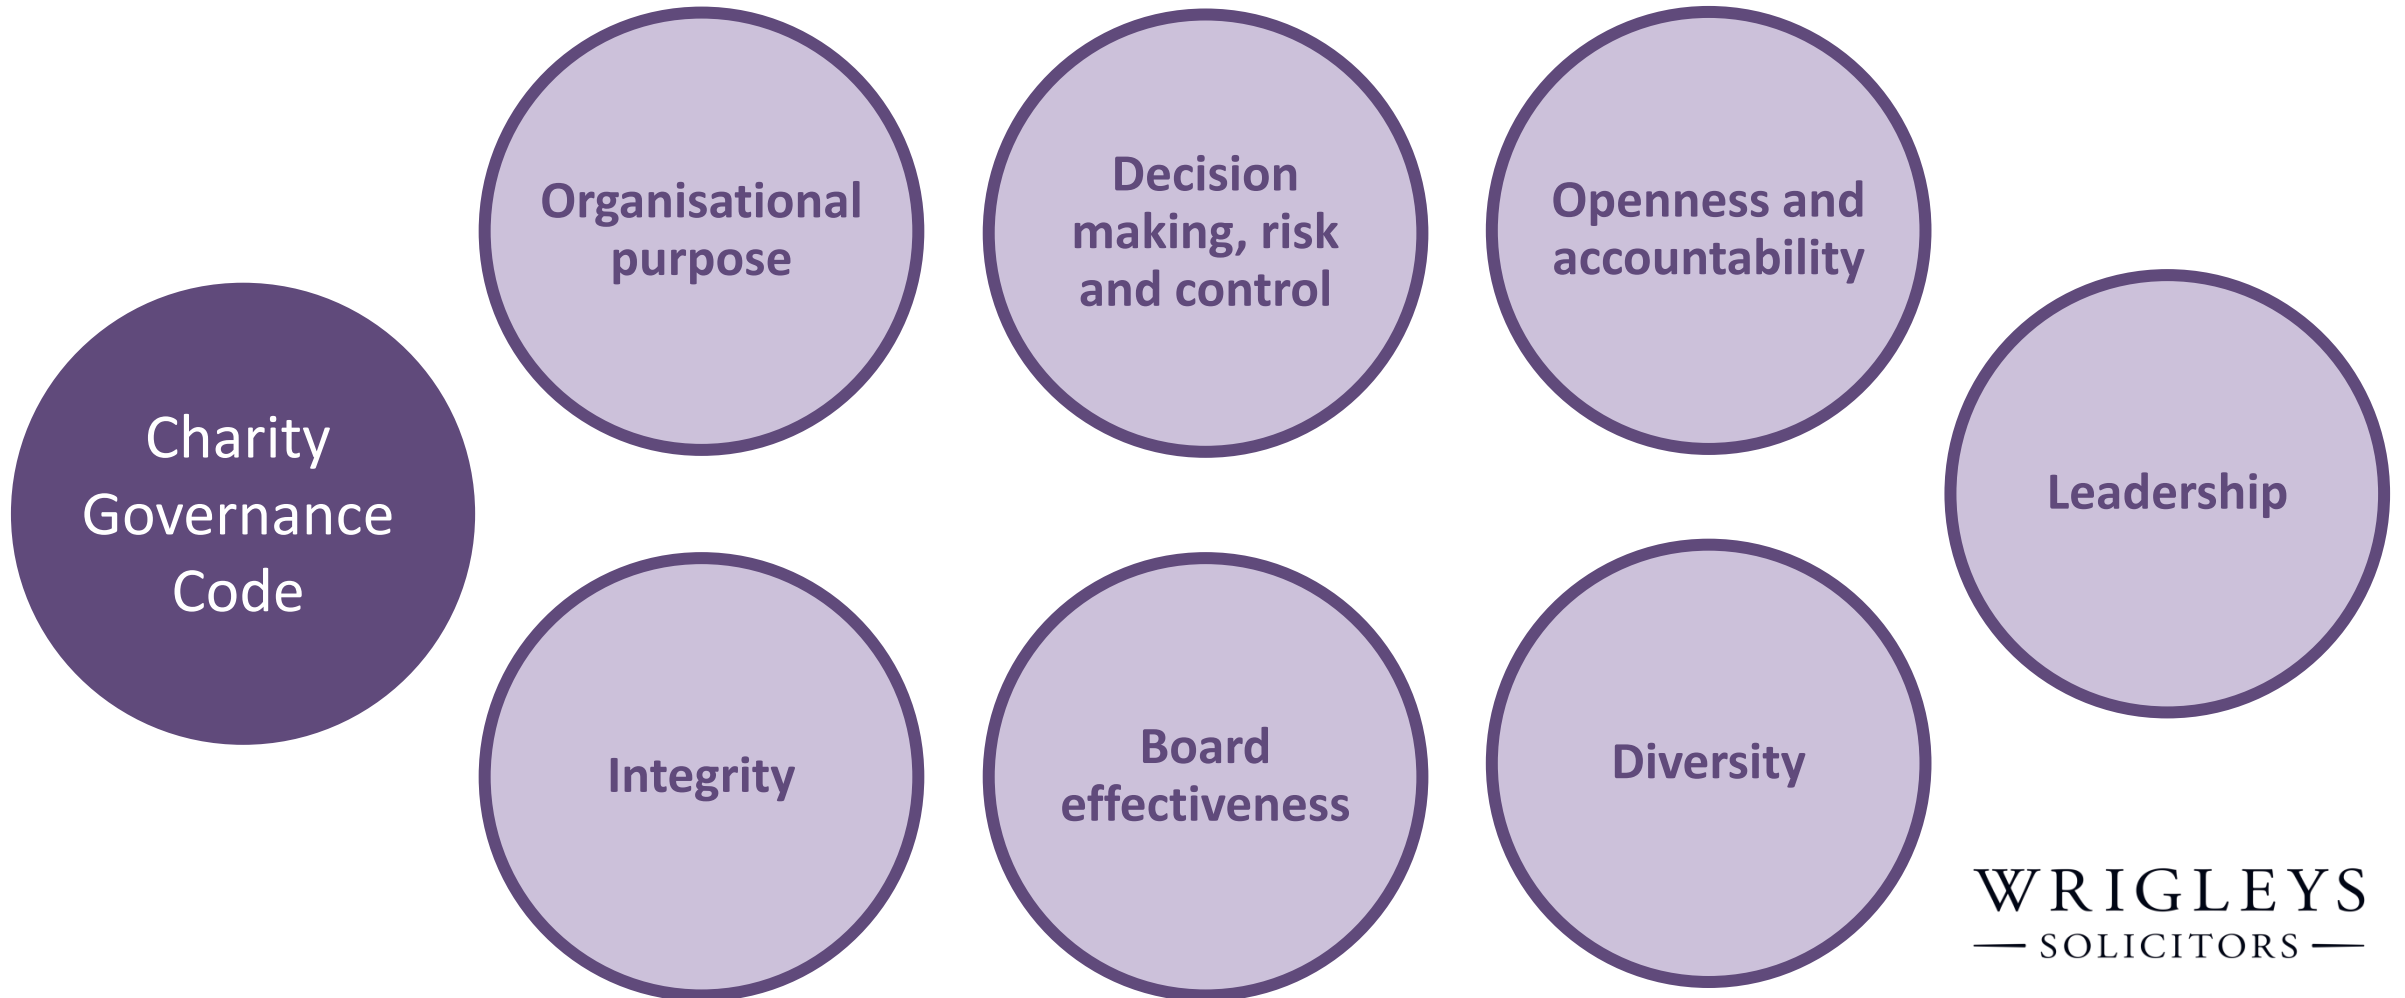 Charity
Governance
Code
Organisational
purpose
Decision
making, risk
and control
Openness and
accountability
Integrity
Board
effectiveness
Diversity
Leadership
WRIGLEYS
SOLICITORS